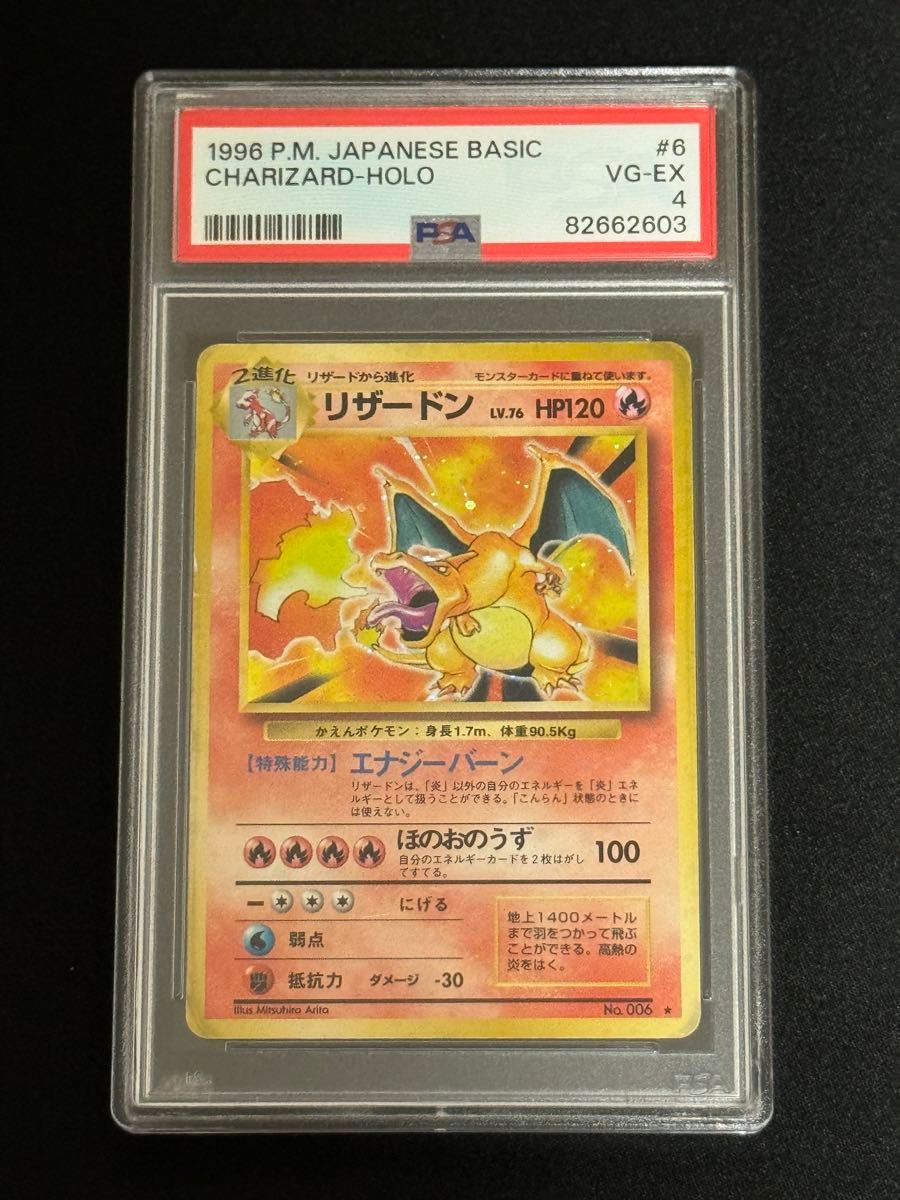 1996 P.M. JAPANESE BASIC #6
CHARIZARD-HOLO VG-EX
4
PSA 82662603
2進化 リザードから進化 モンスターカードに重ねて使います。
リザードン LV.76 HP120
かえんポケモン:身長1.7m、体重90.5Kg
【特殊能力】エナジーバーン
リザードンは、「炎」以外の自分のエネルギーを「炎」エネ
ルギーとして扱うことができる。「こんらん」状態のときに
は使えない。
ほのおのうず 100
自分のエネルギーカードを2枚はがし
てすてる。
にげる
弱点
抵抗力 ダメージ -30
地上1400メートル
まで羽をつかって飛ぶ
ことができる。高熱の
炎をはく。
Illus Mitsuhiro Arita No. 006 ★
PSA